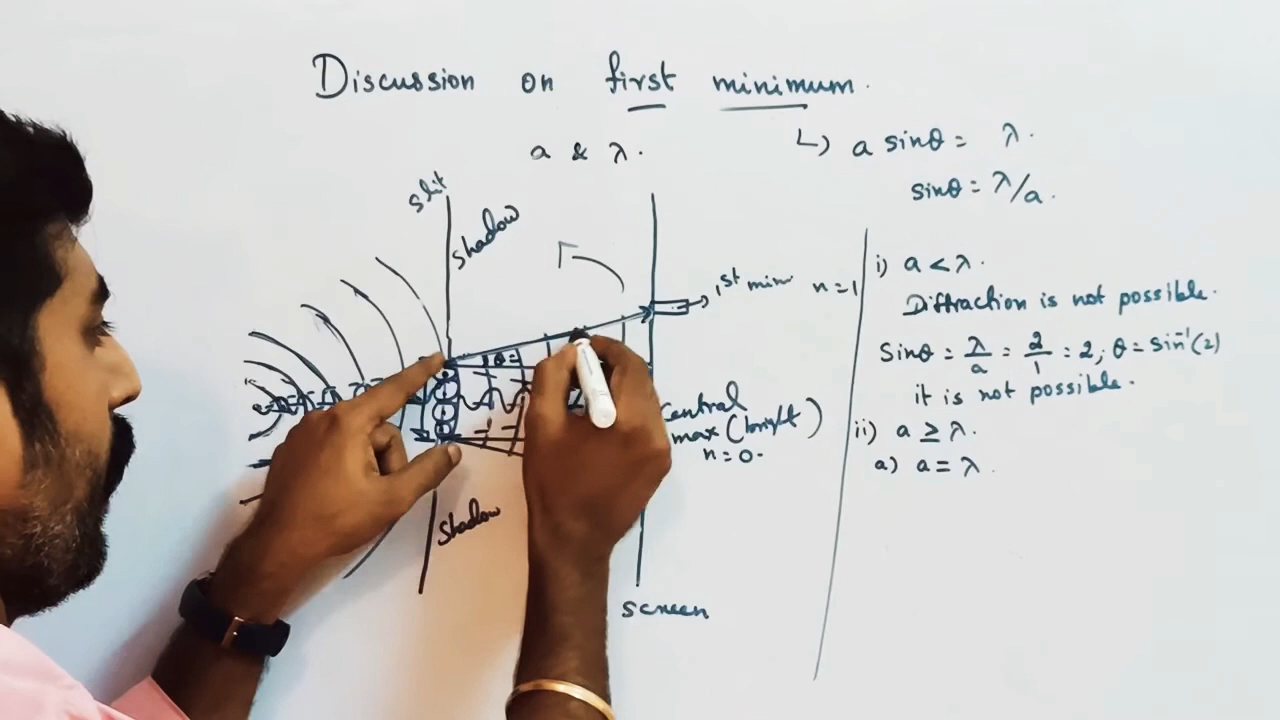 Discussion on first minimum.
a & λ.
↳ a sinθ = λ.
sinθ = λ/a.
slit
shadow
1st min n=1
θ=
central
max (bright)
n=0.
shadow
screen
i) a < λ.
Diffraction is not possible.
Sinθ = λ/a = 2/1 = 2, θ = sin⁻¹(2)
it is not possible.
ii) a ≥ λ.
a) a = λ.